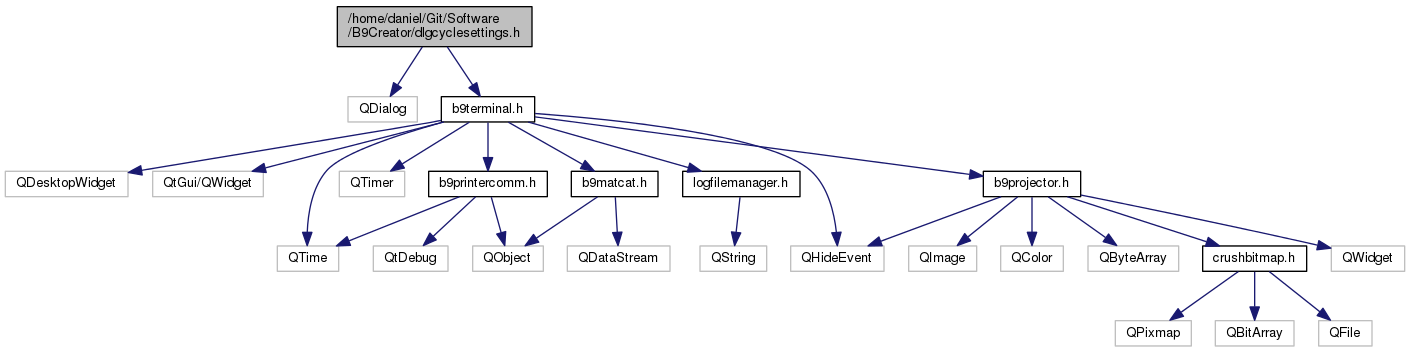 /home/daniel/Git/Software
/B9Creator/dlgcyclesettings.h
QDialog
b9terminal.h
QDesktopWidget
QtGui/QWidget
QTimer
b9printercomm.h
b9matcat.h
logfilemanager.h
b9projector.h
QTime
QtDebug
QObject
QDataStream
QString
QHideEvent
QImage
QColor
QByteArray
crushbitmap.h
QWidget
QPixmap
QBitArray
QFile